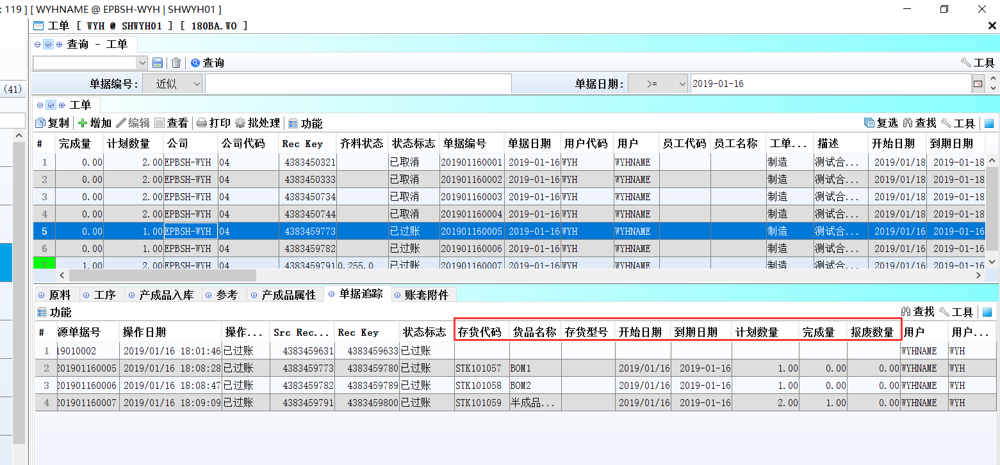 : 119 ] [ WYHNAME @ EPBSH-WYH | SHWYH01 ]
工单 [ WYH @ SHWYH01 ] [ 180BA.WO ]
查询 - 工单
查询 工具
(41)
单据编号: 近似 单据日期: >= 2019-01-16
工单
复制 增加 编辑 查看 打印 批处理 功能 复选 查找 工具
# 完成量 计划数量 公司 公司代码 Rec Key 齐料状态 状态标志 单据编号 单据日期 用户代码 用户 员工代码 员工名称 工单... 描述 开始日期 到期日期
1 0.00 2.00 EPBSH-WYH 04 4383450321 已取消 201901160001 2019-01-16 WYH WYHNAME 制造 测试合... 2019/01/18 2019-01-18
2 0.00 2.00 EPBSH-WYH 04 4383450333 已取消 201901160002 2019-01-16 WYH WYHNAME 制造 测试合... 2019/01/18 2019-01-18
3 0.00 2.00 EPBSH-WYH 04 4383450734 已取消 201901160003 2019-01-16 WYH WYHNAME 制造 测试合... 2019/01/18 2019-01-18
4 0.00 2.00 EPBSH-WYH 04 4383450744 已取消 201901160004 2019-01-16 WYH WYHNAME 制造 测试合... 2019/01/18 2019-01-18
5 0.00 1.00 EPBSH-WYH 04 4383459773 已过账 201901160005 2019-01-16 WYH WYHNAME 制造 测试合... 2019/01/16 2019-01-16
6 0.00 1.00 EPBSH-WYH 04 4383459782 已过账 201901160006 2019-01-16 WYH WYHNAME 制造 测试合... 2019/01/16 2019-01-16
7 1.00 2.00 EPBSH-WYH 04 4383459791 0.255.0 已过账 201901160007 2019-01-16 WYH WYHNAME 制造 测试合... 2019/01/16 2019-01-16
原料 工序 产成品入库 参考 产成品属性 单据追踪 账套附件
功能 查找 工具
# 源单据号 操作日期 操作... Src Rec... Rec Key 状态标志 存货代码 货品名称 存货型号 开始日期 到期日期 计划数量 完成量 报废数量 用户 用户...
1 19010002 2019/01/16 18:01:46 已过账 4383459631 4383459633 已过账 WYHNAME WYH
2 201901160005 2019/01/16 18:08:28 已过账 4383459773 4383459780 已过账 STK101057 BOM1 2019/01/16 2019-01-16 1.00 0.00 0.00 WYHNAME WYH
3 201901160006 2019/01/16 18:08:47 已过账 4383459782 4383459789 已过账 STK101058 BOM2 2019/01/16 2019-01-16 1.00 0.00 0.00 WYHNAME WYH
4 201901160007 2019/01/16 18:09:09 已过账 4383459791 4383459800 已过账 STK101059 半成品... 2019/01/16 2019-01-16 2.00 1.00 0.00 WYHNAME WYH